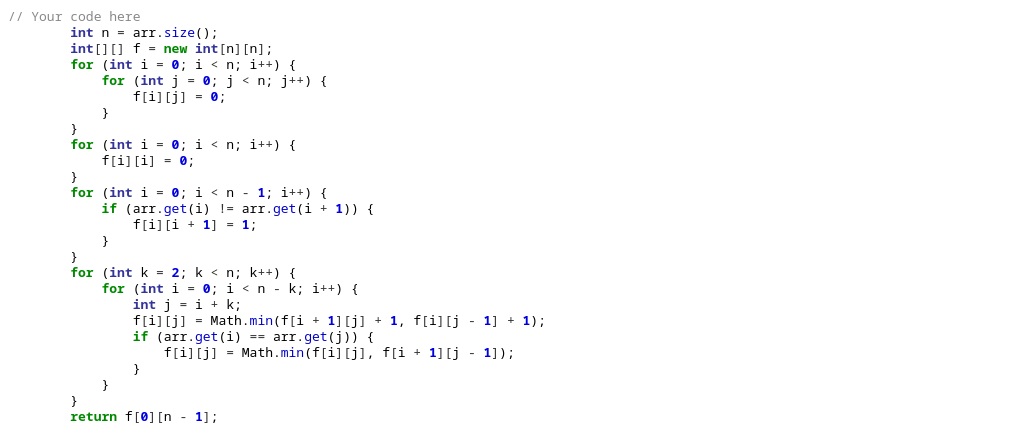 // Your code here
        int n = arr.size();
        int[][] f = new int[n][n];
        for (int i = 0; i < n; i++) {
            for (int j = 0; j < n; j++) {
                f[i][j] = 0;
            }
        }
        for (int i = 0; i < n; i++) {
            f[i][i] = 0;
        }
        for (int i = 0; i < n - 1; i++) {
            if (arr.get(i) != arr.get(i + 1)) {
                f[i][i + 1] = 1;
            }
        }
        for (int k = 2; k < n; k++) {
            for (int i = 0; i < n - k; i++) {
                int j = i + k;
                f[i][j] = Math.min(f[i + 1][j] + 1, f[i][j - 1] + 1);
                if (arr.get(i) == arr.get(j)) {
                    f[i][j] = Math.min(f[i][j], f[i + 1][j - 1]);
                }
            }
        }
        return f[0][n - 1];